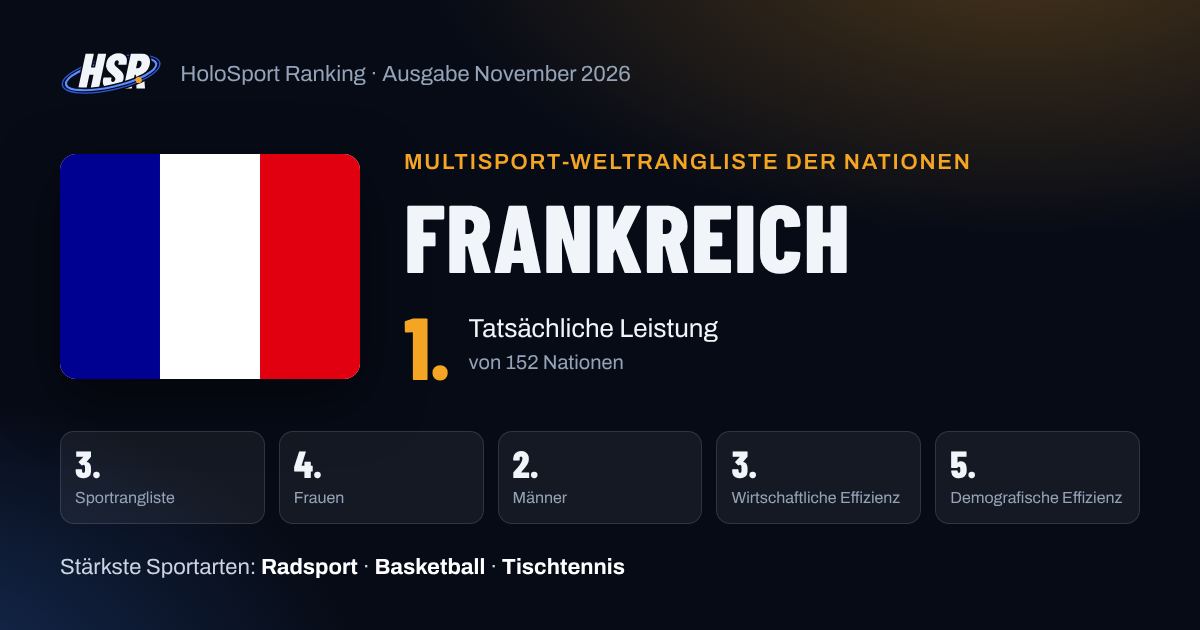 HSR HoloSport Ranking · Ausgabe November 2026
MULTISPORT-WELTRANGLISTE DER NATIONEN
FRANKREICH
1. Tatsächliche Leistung
von 152 Nationen
3.
Sportrangliste
4.
Frauen
2.
Männer
3.
Wirtschaftliche Effizienz
5.
Demografische Effizienz
Stärkste Sportarten: Radsport · Basketball · Tischtennis